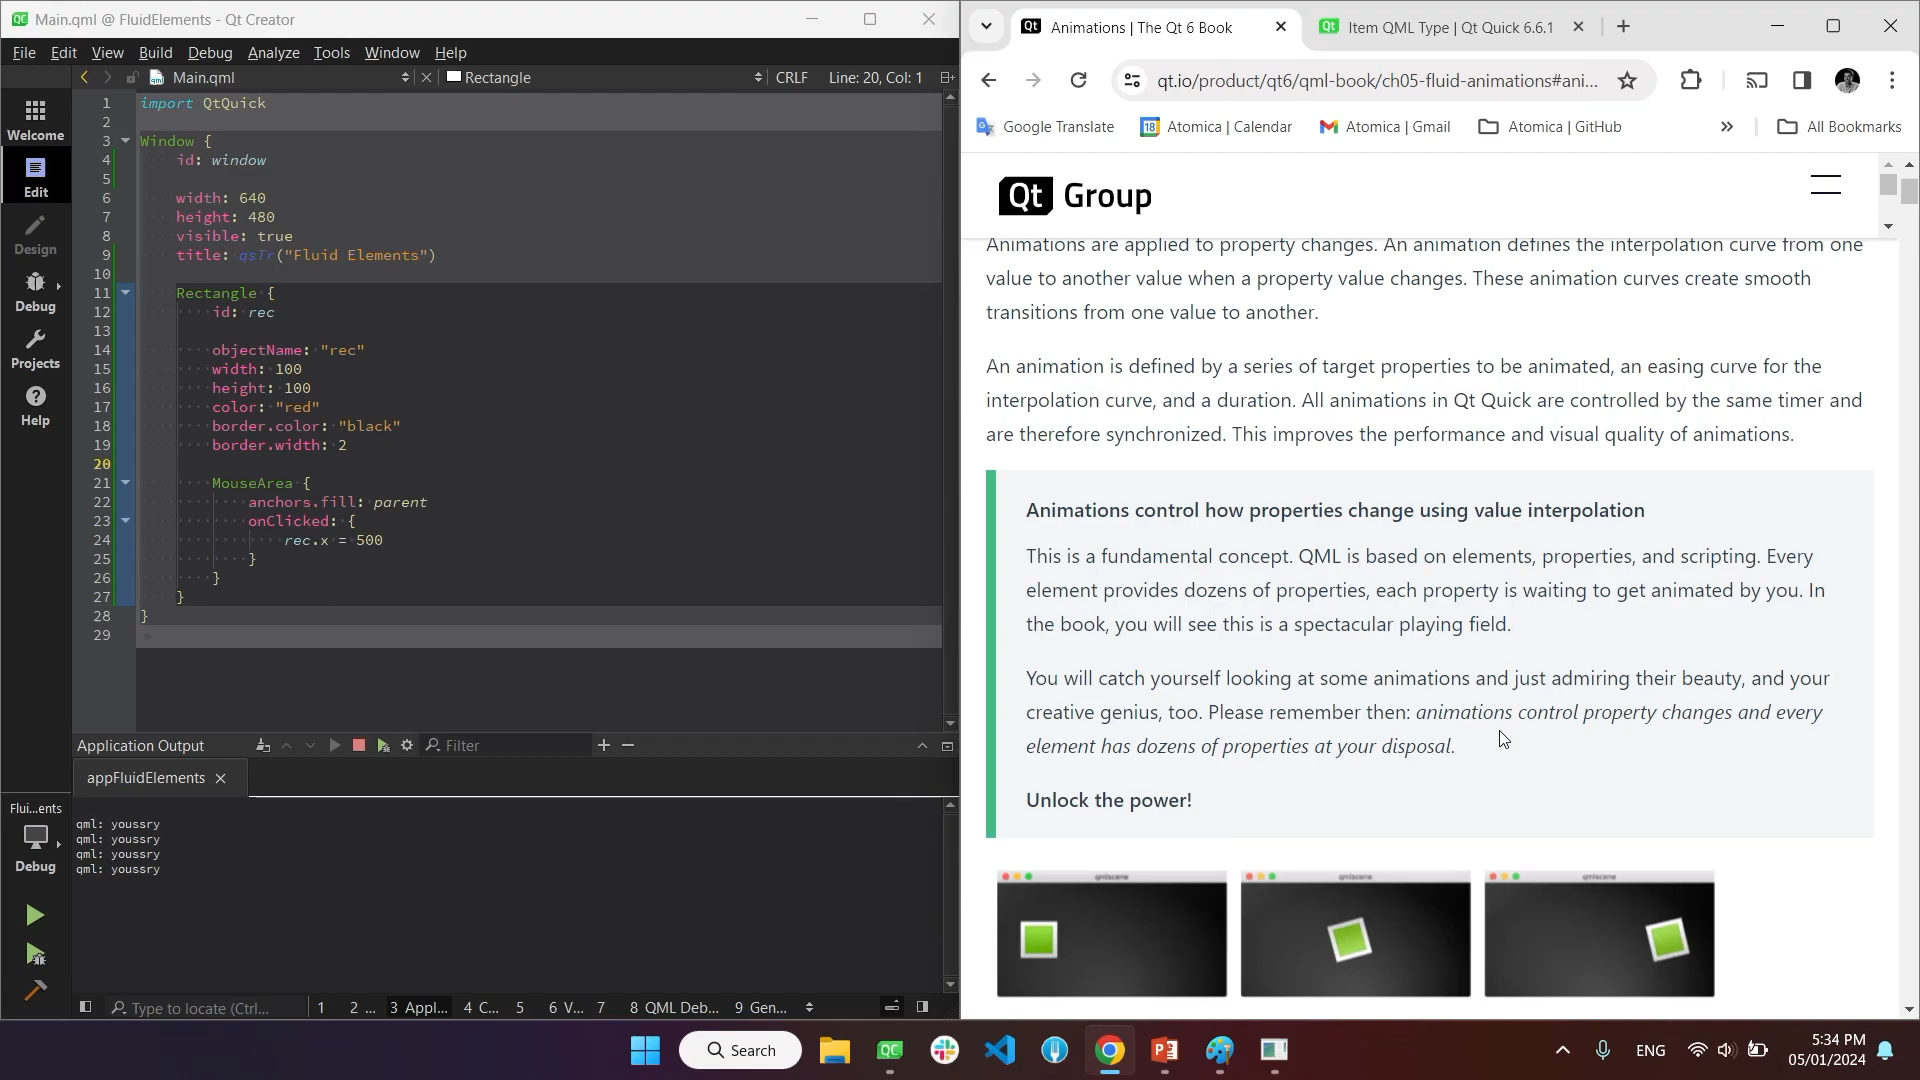 Main.qml @ FluidElements - Qt Creator
File Edit View Build Debug Analyze Tools Window Help
Main.qml Rectangle CRLF Line: 20, Col: 1
Welcome
Edit
Design
Debug
Projects
Help
1 import QtQuick
2
3 Window {
4 id: window
5
6 width: 640
7 height: 480
8 visible: true
9 title: qsTr("Fluid Elements")
10
11 Rectangle {
12 id: rec
13
14 objectName: "rec"
15 width: 100
16 height: 100
17 color: "red"
18 border.color: "black"
19 border.width: 2
20
21 MouseArea {
22 anchors.fill: parent
23 onClicked: {
24 rec.x = 500
25 }
26 }
27 }
28 }
29
Application Output Filter
appFluidElements
qml: youssry
qml: youssry
qml: youssry
qml: youssry
Flui...ents
Debug
Type to locate (Ctrl... 1 2 ... 3 Appl... 4 C... 5 6 V... 7 8 QML Deb... 9 Gen...
Animations | The Qt 6 Book
Item QML Type | Qt Quick 6.6.1
qt.io/product/qt6/qml-book/ch05-fluid-animations#ani...
Google Translate Atomica | Calendar Atomica | Gmail Atomica | GitHub All Bookmarks
Qt Group
Animations are applied to property changes. An animation defines the interpolation curve from one
value to another value when a property value changes. These animation curves create smooth
transitions from one value to another.
An animation is defined by a series of target properties to be animated, an easing curve for the
interpolation curve, and a duration. All animations in Qt Quick are controlled by the same timer and
are therefore synchronized. This improves the performance and visual quality of animations.
Animations control how properties change using value interpolation
This is a fundamental concept. QML is based on elements, properties, and scripting. Every
element provides dozens of properties, each property is waiting to get animated by you. In
the book, you will see this is a spectacular playing field.
You will catch yourself looking at some animations and just admiring their beauty, and your
creative genius, too. Please remember then: animations control property changes and every
element has dozens of properties at your disposal.
Unlock the power!
qmlscene qmlscene qmlscene
Search
ENG
5:34 PM
05/01/2024